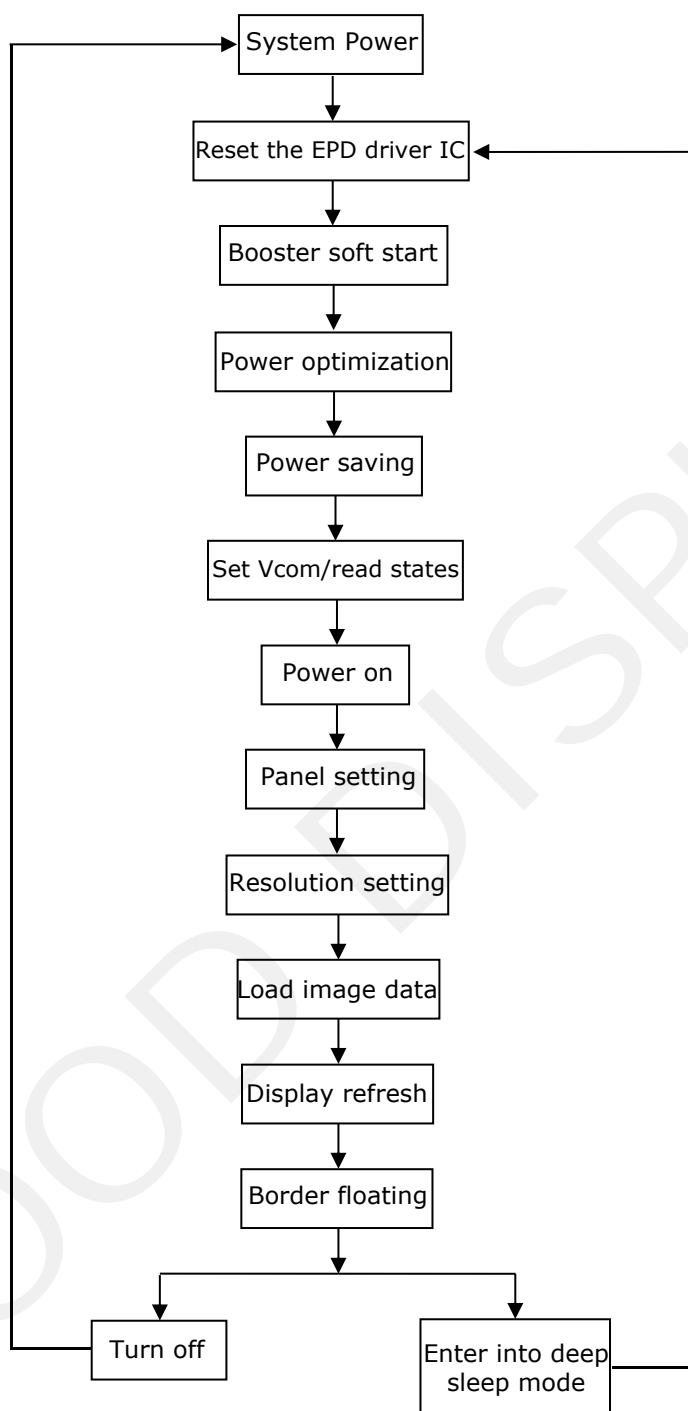 System Power
Reset the EPD driver IC
Booster soft start
Power optimization
Power saving
Set Vcom/read states
Power on
Panel setting
Resolution setting
Load image data
Display refresh
Border floating
Turn off
Enter into deep
sleep mode
OOD DISP